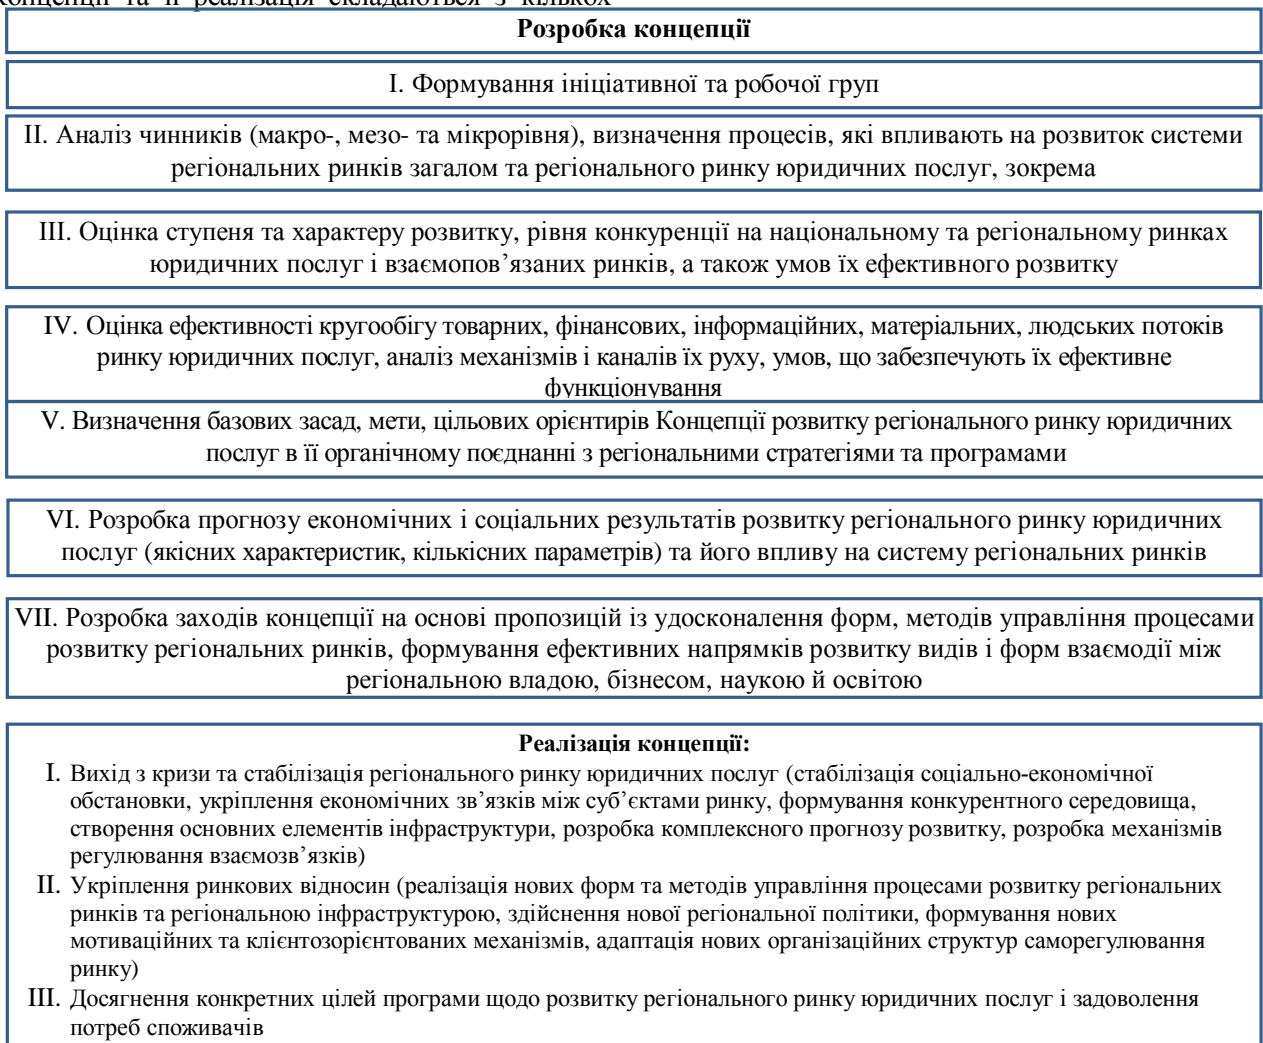 концепції та її реалізація складаються з кількох
Розробка концепції
I. Формування ініціативної та робочої груп
II. Аналіз чинників (макро-, мезо- та мікрорівня), визначення процесів, які впливають на розвиток системи
регіональних ринків загалом та регіонального ринку юридичних послуг, зокрема
III. Оцінка ступеня та характеру розвитку, рівня конкуренції на національному та регіональному ринках
юридичних послуг і взаємопов’язаних ринків, а також умов їх ефективного розвитку
IV. Оцінка ефективності кругообігу товарних, фінансових, інформаційних, матеріальних, людських потоків
ринку юридичних послуг, аналіз механізмів і каналів їх руху, умов, що забезпечують їх ефективне
функціонування
V. Визначення базових засад, мети, цільових орієнтирів Концепції розвитку регіонального ринку юридичних
послуг в її органічному поєднанні з регіональними стратегіями та програмами
VI. Розробка прогнозу економічних і соціальних результатів розвитку регіонального ринку юридичних
послуг (якісних характеристик, кількісних параметрів) та його впливу на систему регіональних ринків
VII. Розробка заходів концепції на основі пропозицій із удосконалення форм, методів управління процесами
розвитку регіональних ринків, формування ефективних напрямків розвитку видів і форм взаємодії між
регіональною владою, бізнесом, наукою й освітою
Реалізація концепції:
I. Вихід з кризи та стабілізація регіонального ринку юридичних послуг (стабілізація соціально-економічної
обстановки, укріплення економічних зв’язків між суб’єктами ринку, формування конкурентного середовища,
створення основних елементів інфраструктури, розробка комплексного прогнозу розвитку, розробка механізмів
регулювання взаємозв’язків)
II. Укріплення ринкових відносин (реалізація нових форм та методів управління процесами розвитку регіональних
ринків та регіональною інфраструктурою, здійснення нової регіональної політики, формування нових
мотиваційних та клієнтозорієнтованих механізмів, адаптація нових організаційних структур саморегулювання
ринку)
III. Досягнення конкретних цілей програми щодо розвитку регіонального ринку юридичних послуг і задоволення
потреб споживачів